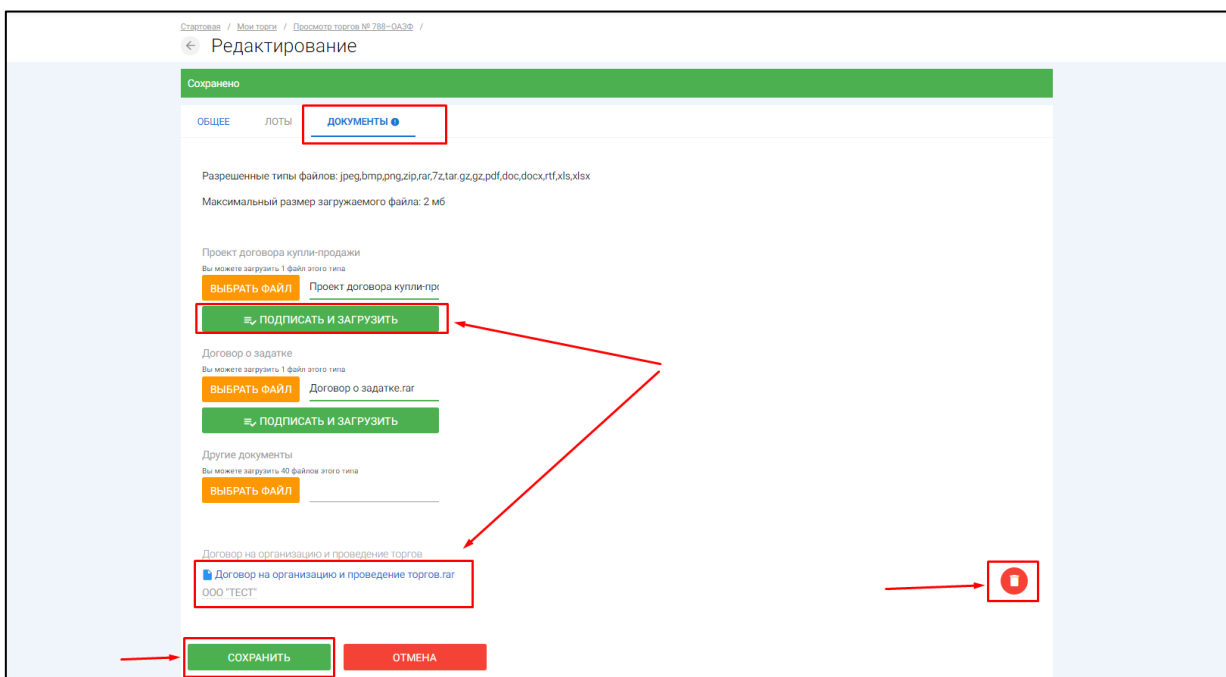 Стартовая / Мои торги / Просмотр торгов № 788-ОАЗФ /
Редактирование
Сохранено
ОБЩЕЕ ЛОТЫ ДОКУМЕНТЫ
Разрешенные типы файлов: jpeg,bmp,png,zip,rar,7z,tar.gz,gz,pdf,doc,docx,rtf,xls,xlsx
Максимальный размер загружаемого файла: 2 мб
Проект договора купли-продажи
Вы можете загрузить 1 файл этого типа
ВЫБРАТЬ ФАЙЛ Проект договора купли-про
ПОДПИСАТЬ И ЗАГРУЗИТЬ
Договор о задатке
Вы можете загрузить 1 файл этого типа
ВЫБРАТЬ ФАЙЛ Договор о задатке.rar
ПОДПИСАТЬ И ЗАГРУЗИТЬ
Другие документы
Вы можете загрузить 40 файлов этого типа
ВЫБРАТЬ ФАЙЛ
Договор на организацию и проведение торгов
Договор на организацию и проведение торгов.rar
ООО "ТЕСТ"
СОХРАНИТЬ ОТМЕНА